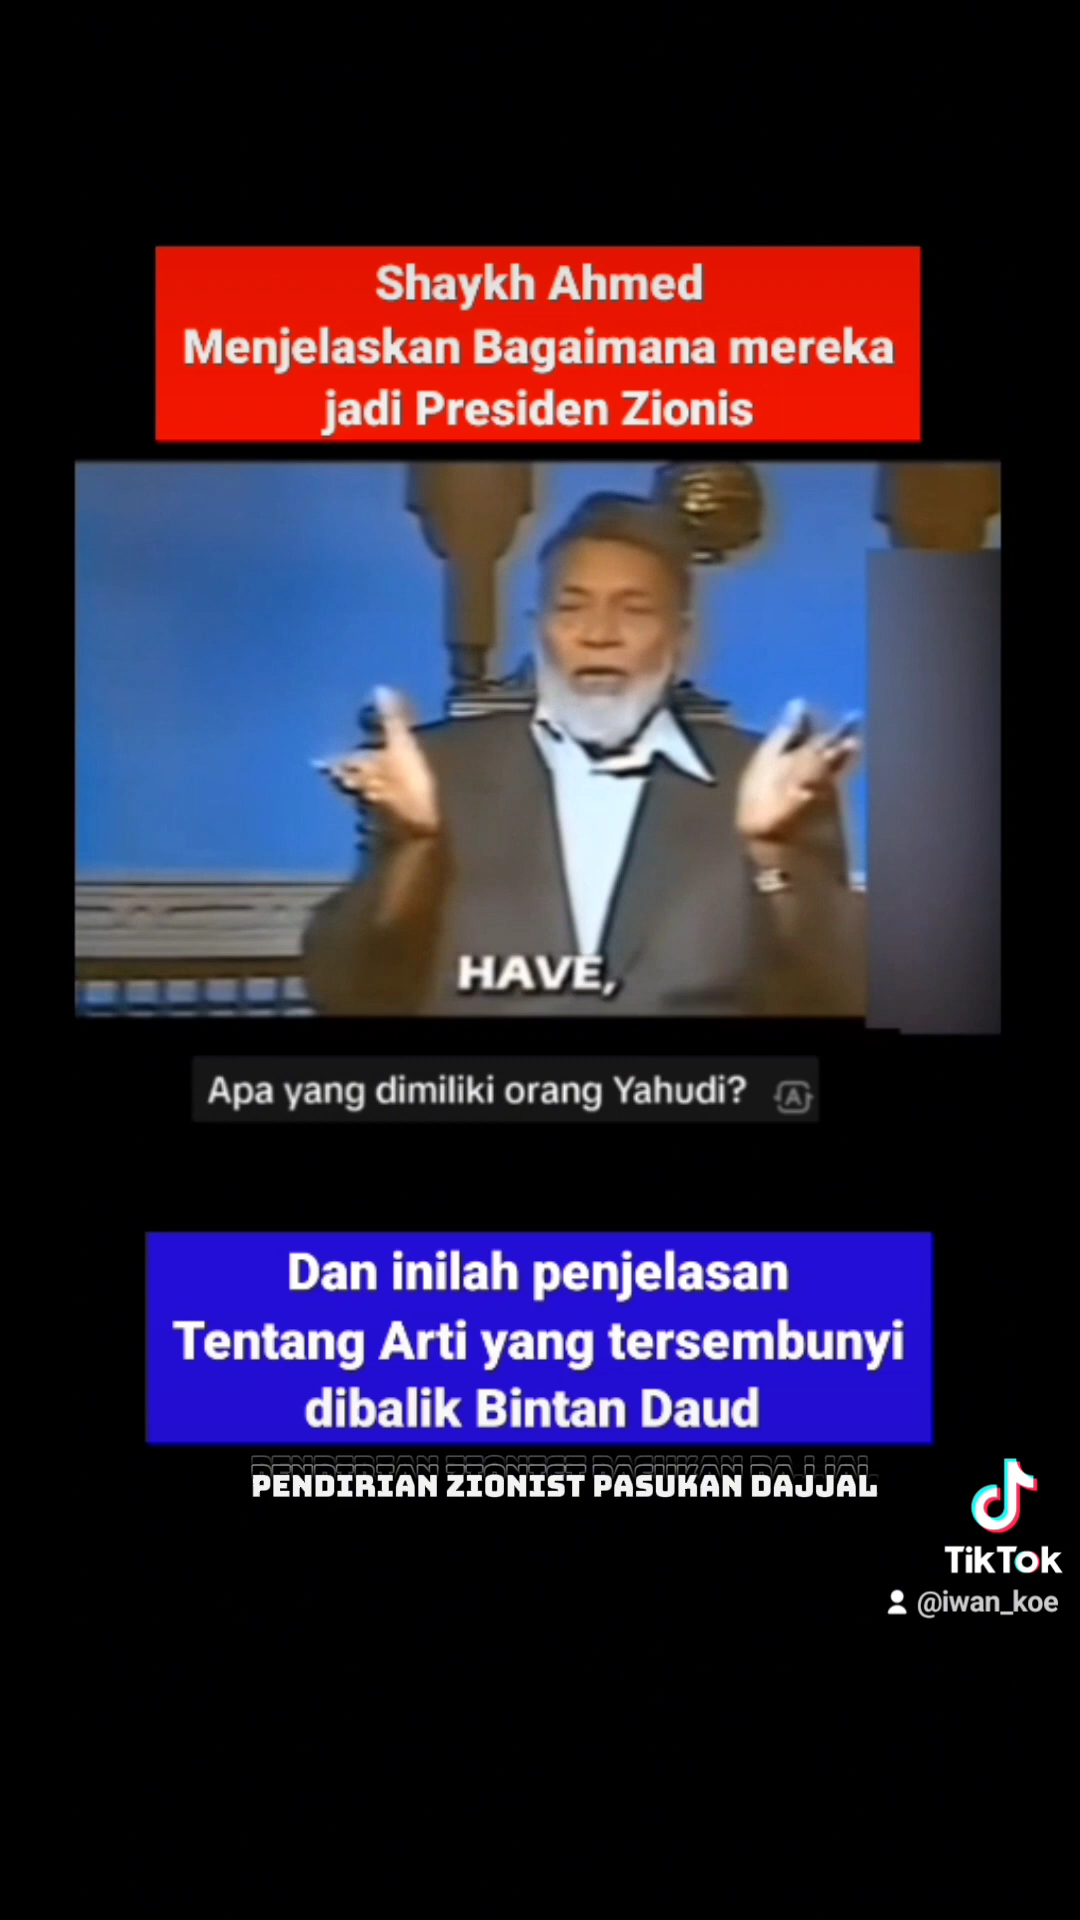 Shaykh Ahmed
Menjelaskan Bagaimana mereka
jadi Presiden Zionis
HAVE,
Apa yang dimiliki orang Yahudi?
Dan inilah penjelasan
Tentang Arti yang tersembunyi
dibalik Bintan Daud
PENDIRIAN ZIONIST PASUKAN DAJJAL
TikTok
@iwan_koe